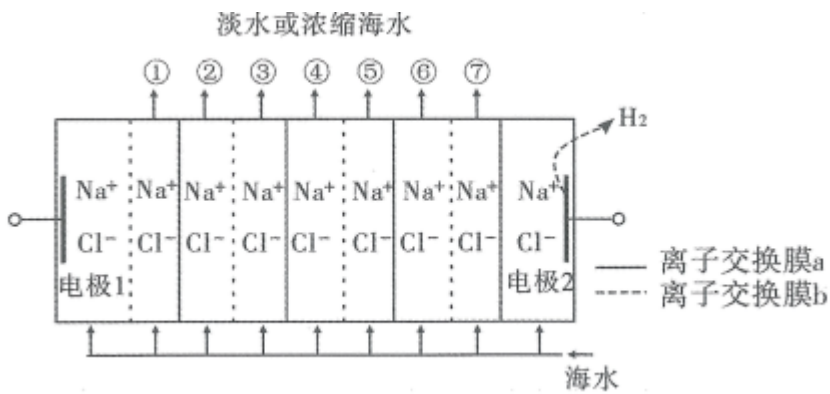 淡水或浓缩海水
① ② ③ ④ ⑤ ⑥ ⑦
H₂
Na⁺ Na⁺ Na⁺ Na⁺ Na⁺ Na⁺ Na⁺ Na⁺ Na⁺
Cl⁻ Cl⁻ Cl⁻ Cl⁻ Cl⁻ Cl⁻ Cl⁻ Cl⁻ Cl⁻
电极1 电极2
离子交换膜a
离子交换膜b
海水